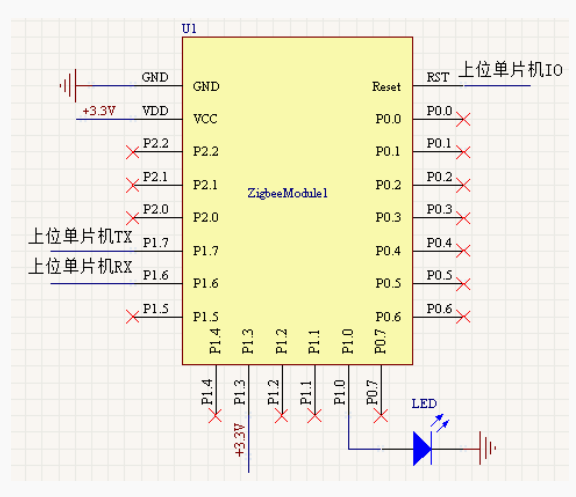 U1
GND GND Reset RST 上位单片机IO
+3.3V VDD VCC P0.0 P0.0
P2.2 P2.2 P0.1 P0.1
P2.1 P2.1 ZigbeeModule1 P0.2 P0.2
P2.0 P2.0 P0.3 P0.3
上位单片机TX P1.7 P1.7 P0.4 P0.4
上位单片机RX P1.6 P1.6 P0.5 P0.5
P1.5 P1.5 P0.6 P0.6
P1.4 P1.3 P1.2 P1.1 P1.0 P0.7
P1.4 P1.3 P1.2 P1.1 P1.0 P0.7
LED
+3.3V